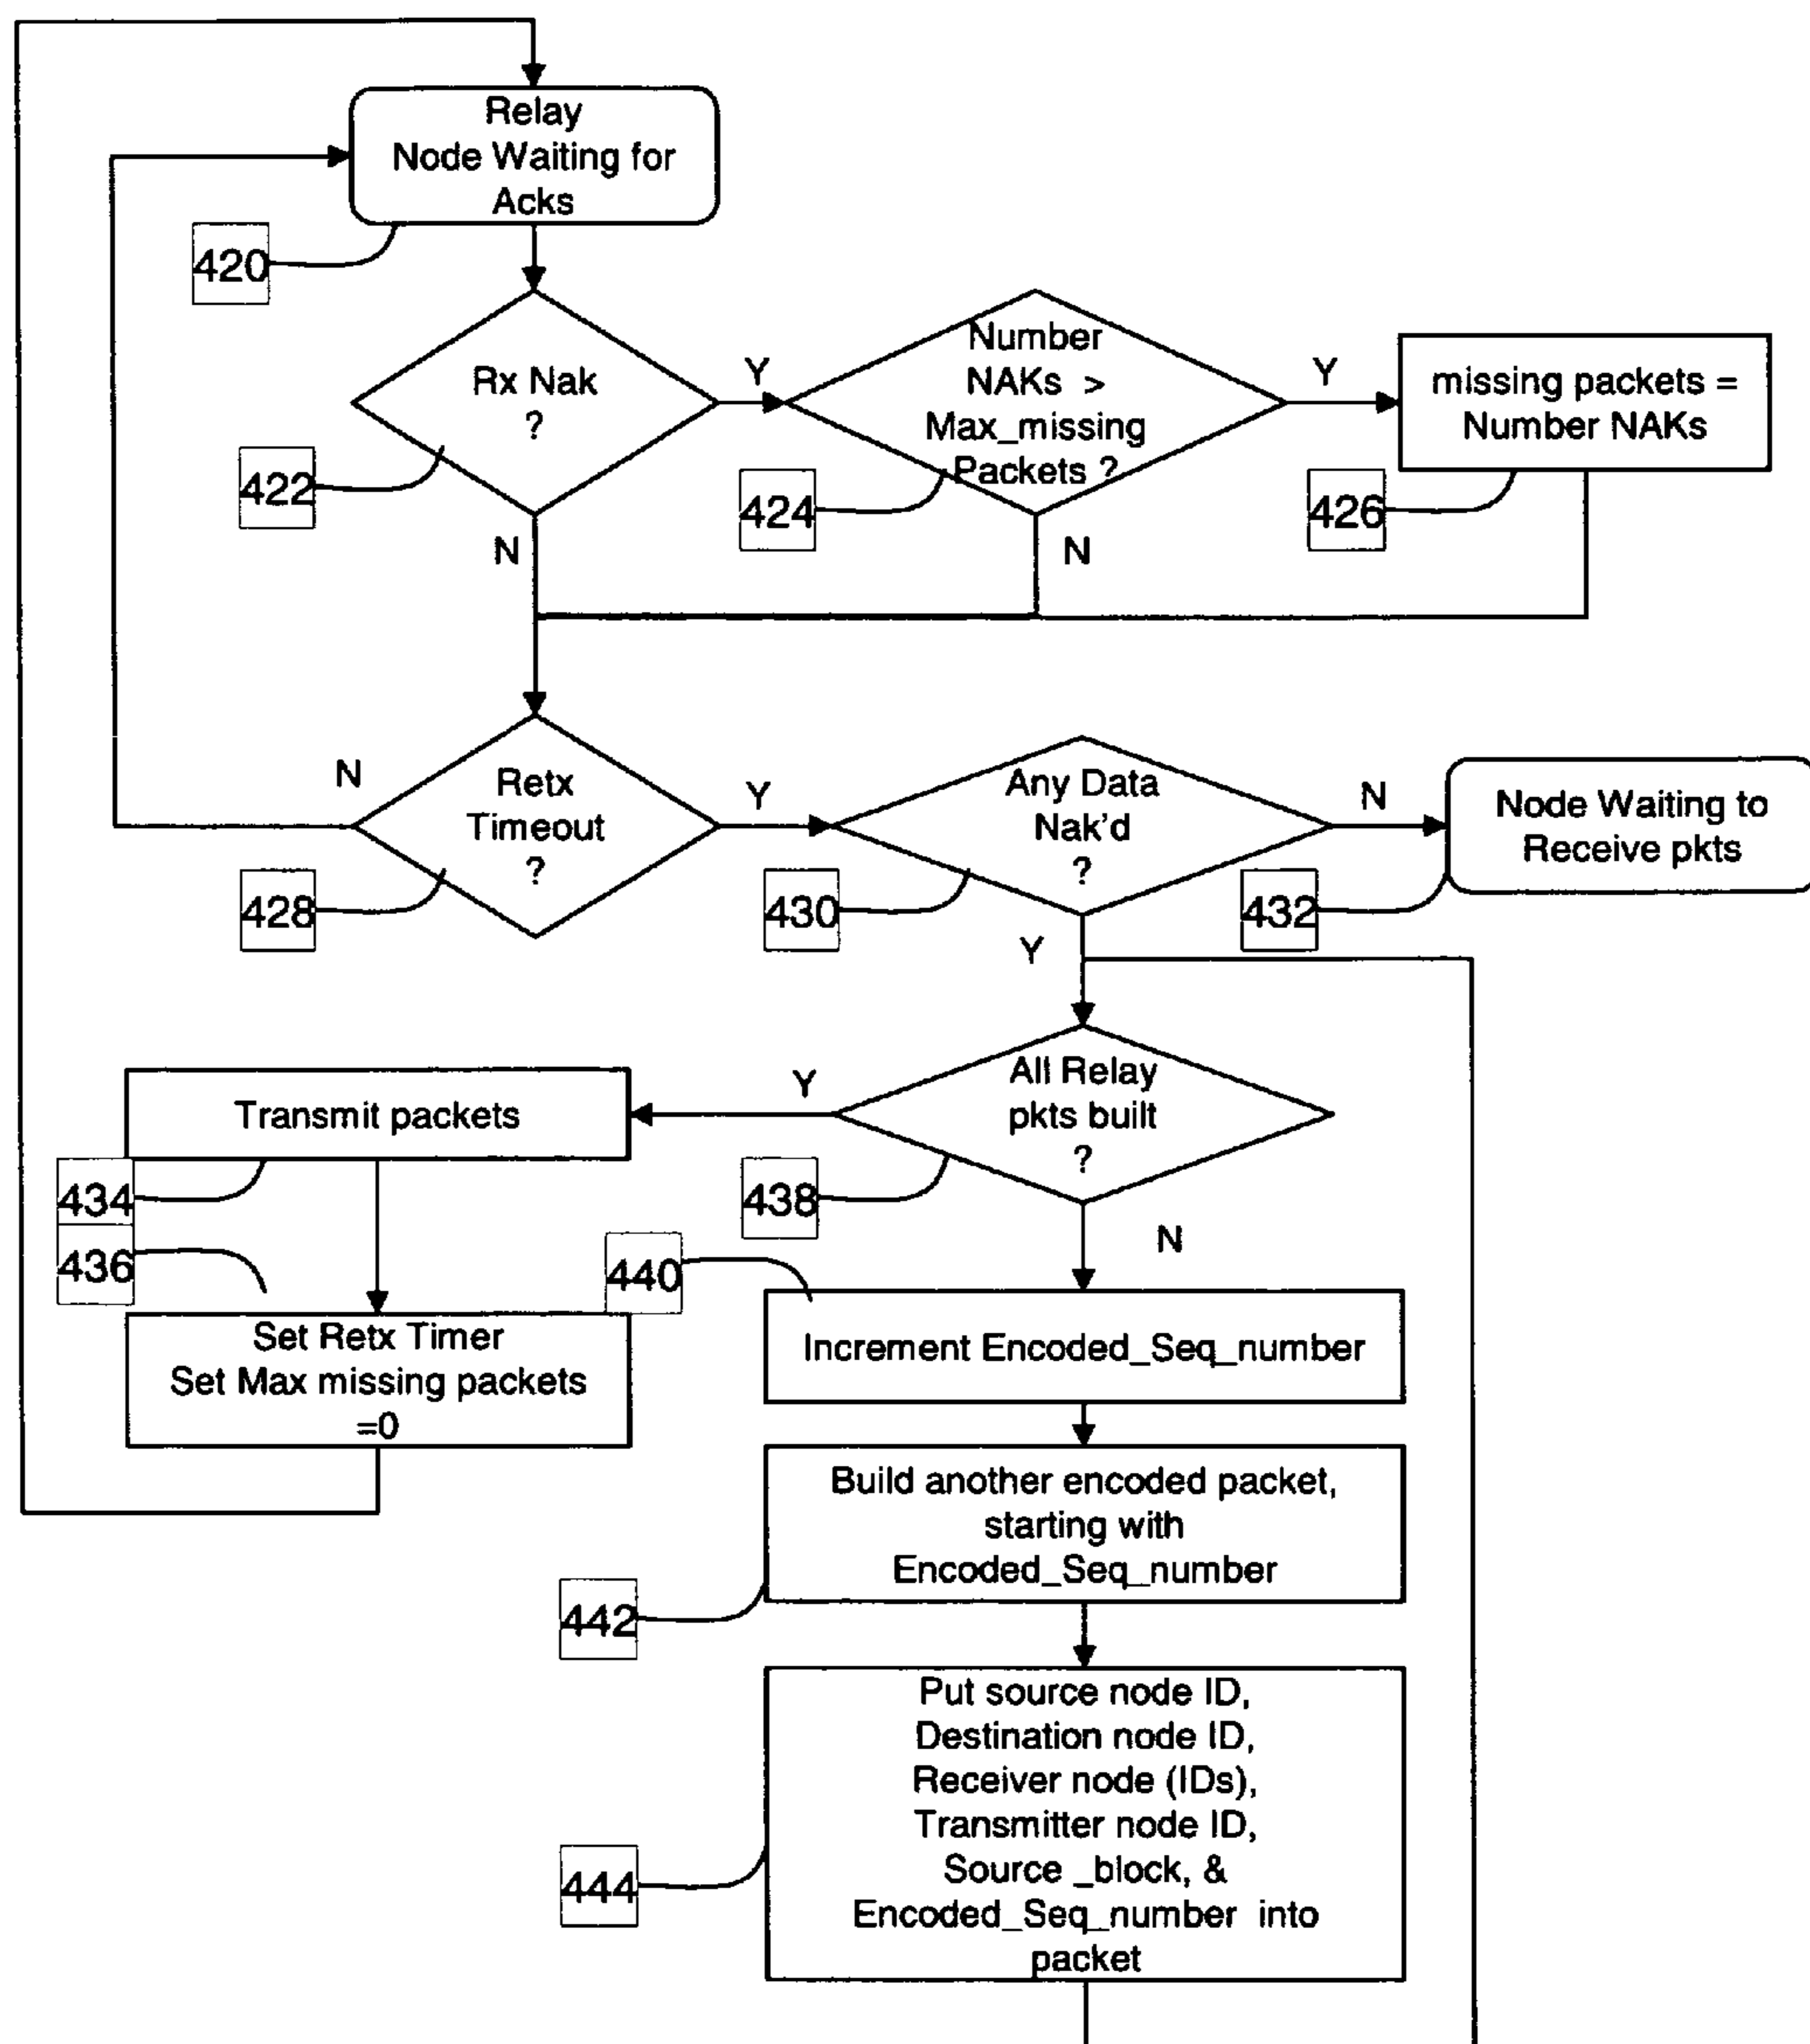 Relay
Node Waiting for
Acks
420
Rx Nak
?
Y
N
422
Number
NAKs >
Max_missing
Packets ?
Y
N
424
missing packets =
Number NAKs
426
Retx
Timeout
?
N
Y
428
Any Data
Nak'd
?
N
Y
430
Node Waiting to
Receive pkts
432
All Relay
pkts built
?
Y
N
438
Transmit packets
434
436
Set Retx Timer
Set Max missing packets
=0
440
Increment Encoded_Seq_number
Build another encoded packet,
starting with
Encoded_Seq_number
442
Put source node ID,
Destination node ID,
Receiver node (IDs),
Transmitter node ID,
Source _block, &
Encoded_Seq_number into
packet
444